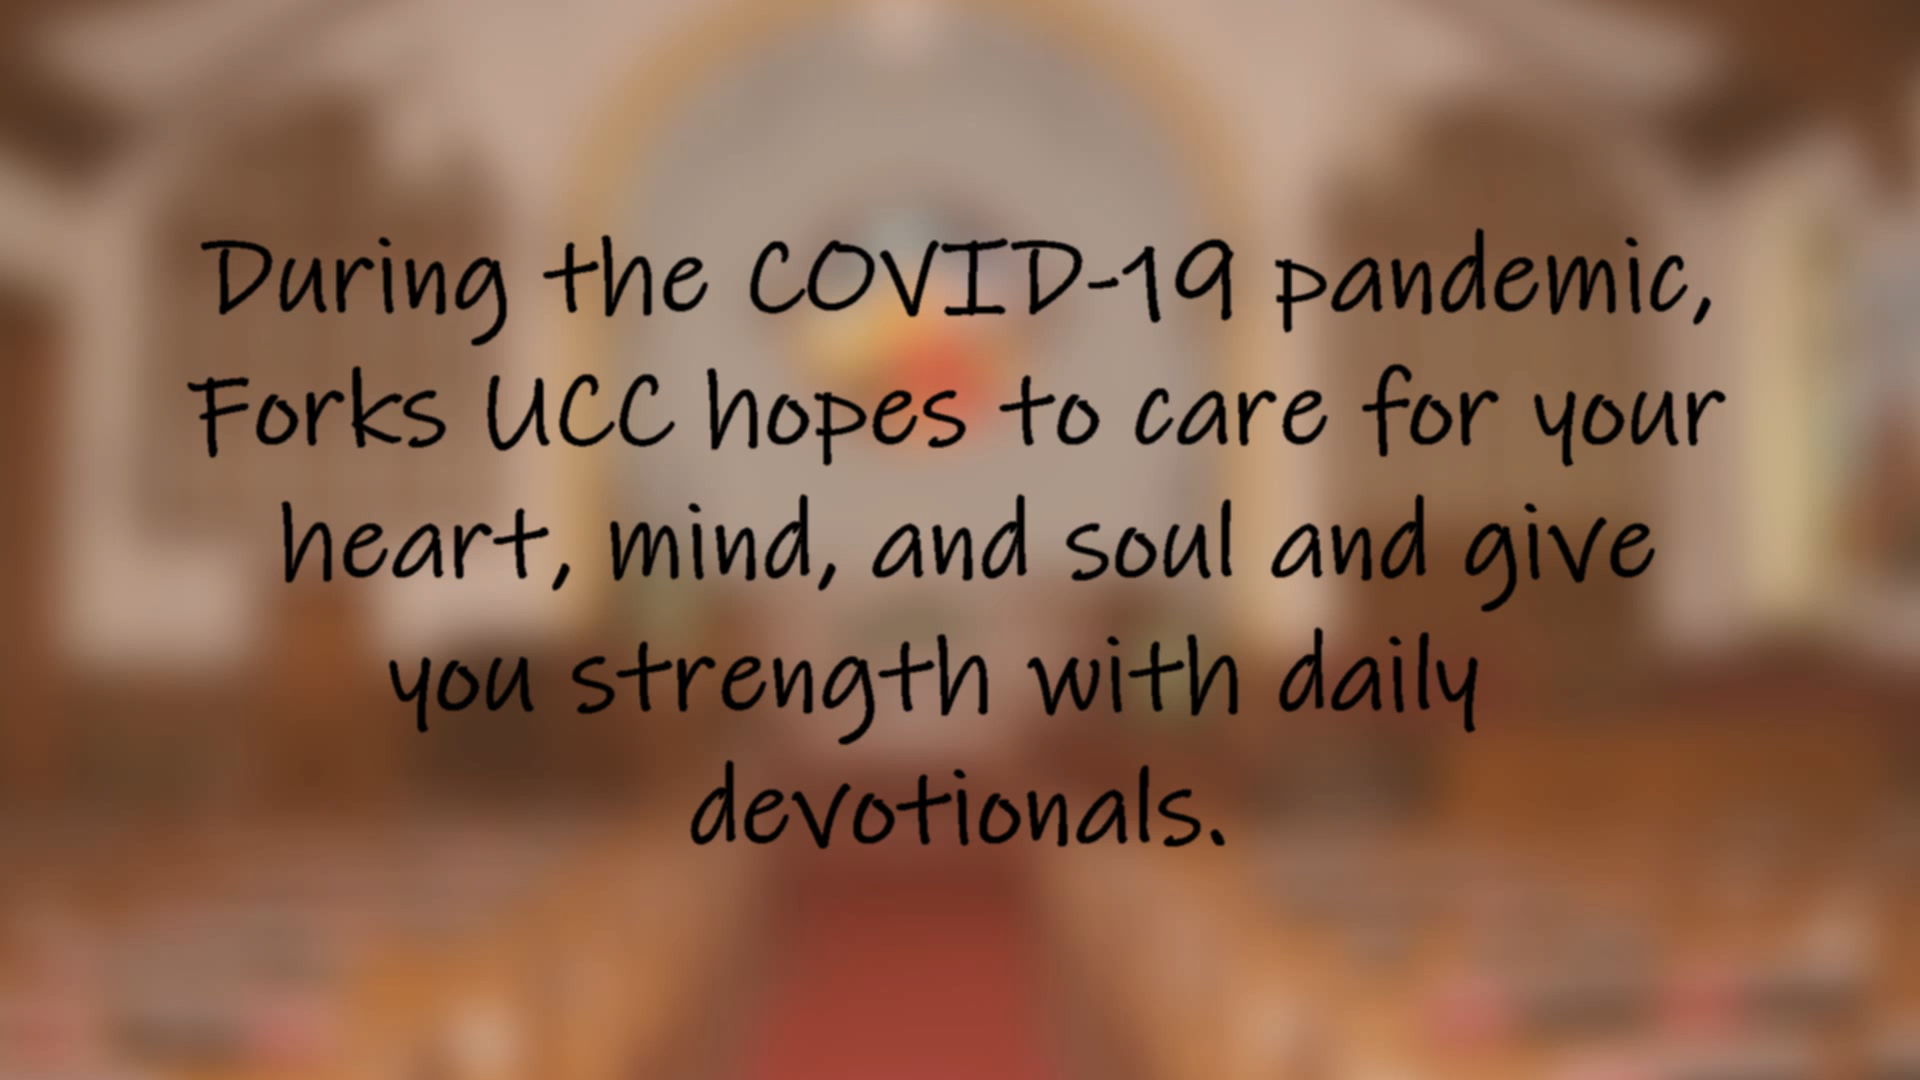 During the COVID-19 pandemic,
Forks UCC hopes to care for your
heart, mind, and soul and give
you strength with daily
devotionals.